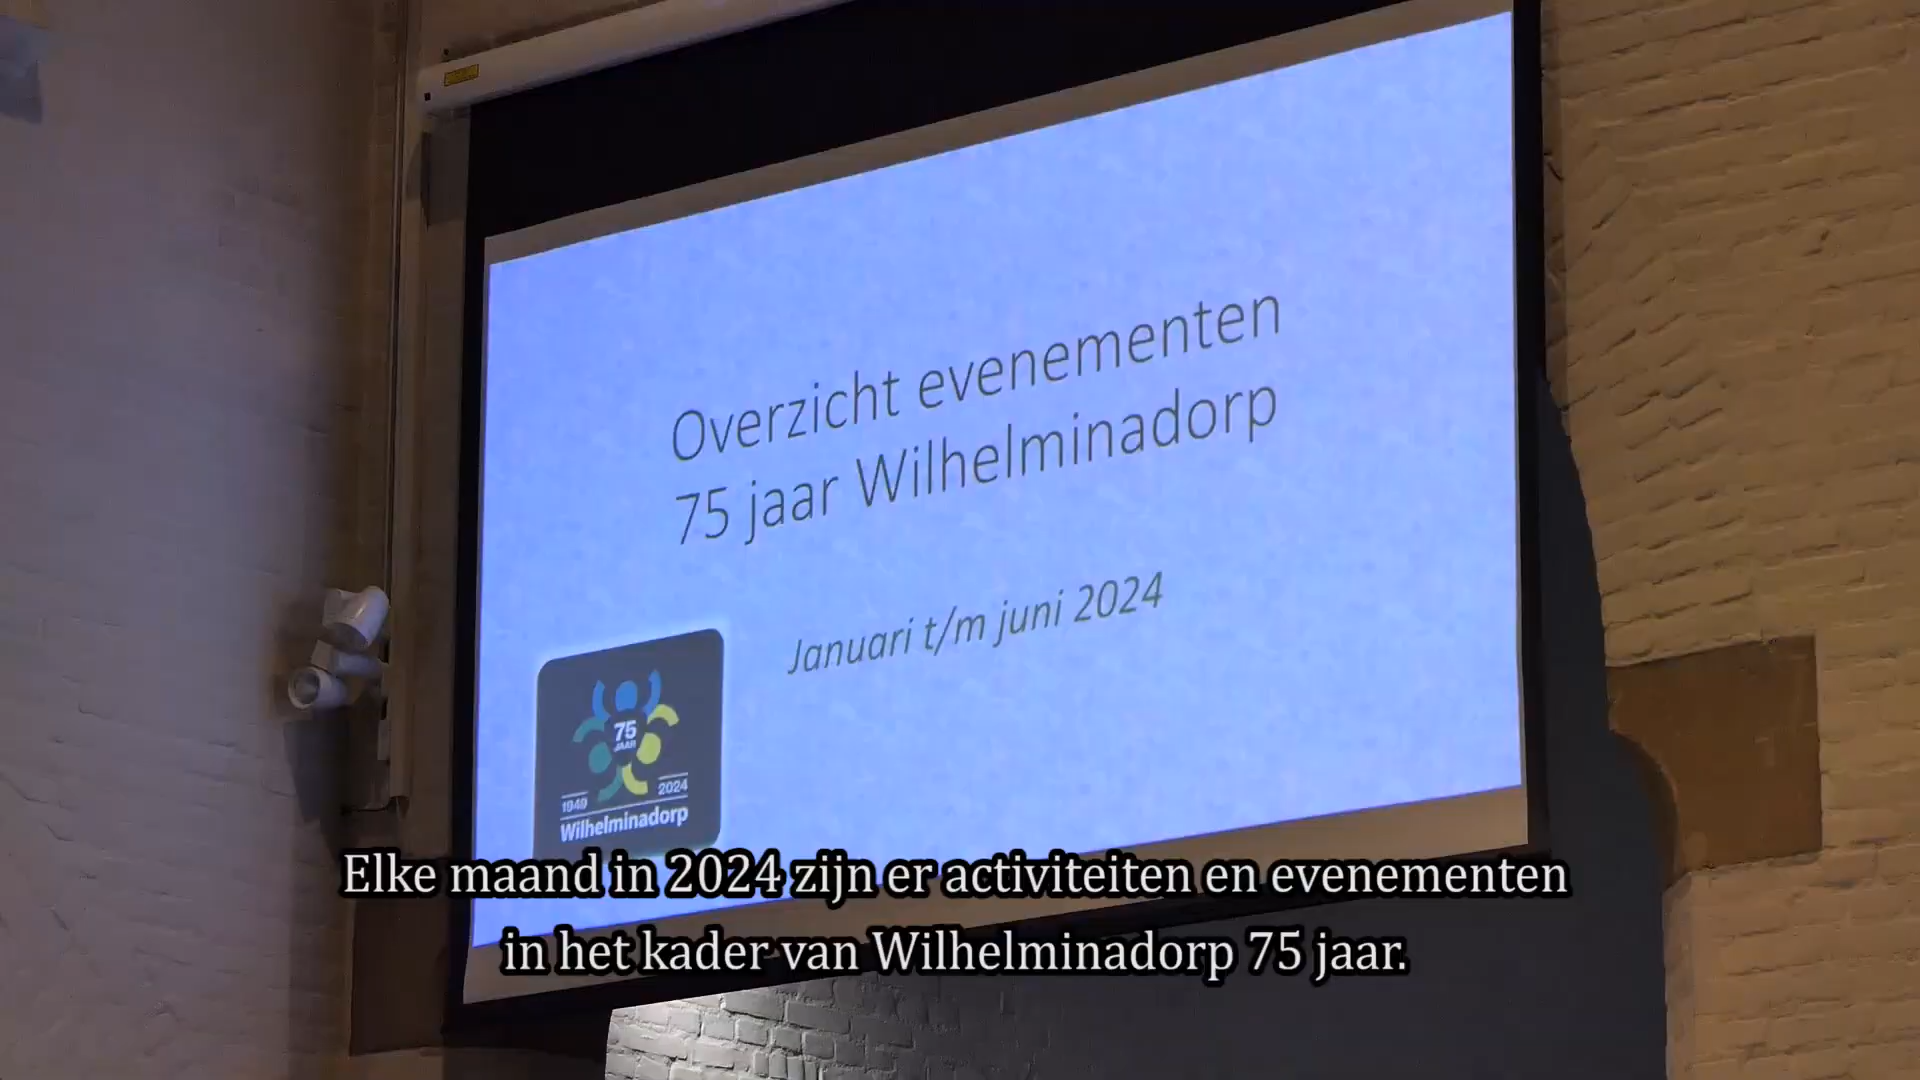 Overzicht evenementen
75 jaar Wilhelminadorp
Januari t/m juni 2024
75
JAAR
1949
2024
Wilhelminadorp
Elke maand in 2024 zijn er activiteiten en evenementen
in het kader van Wilhelminadorp 75 jaar.